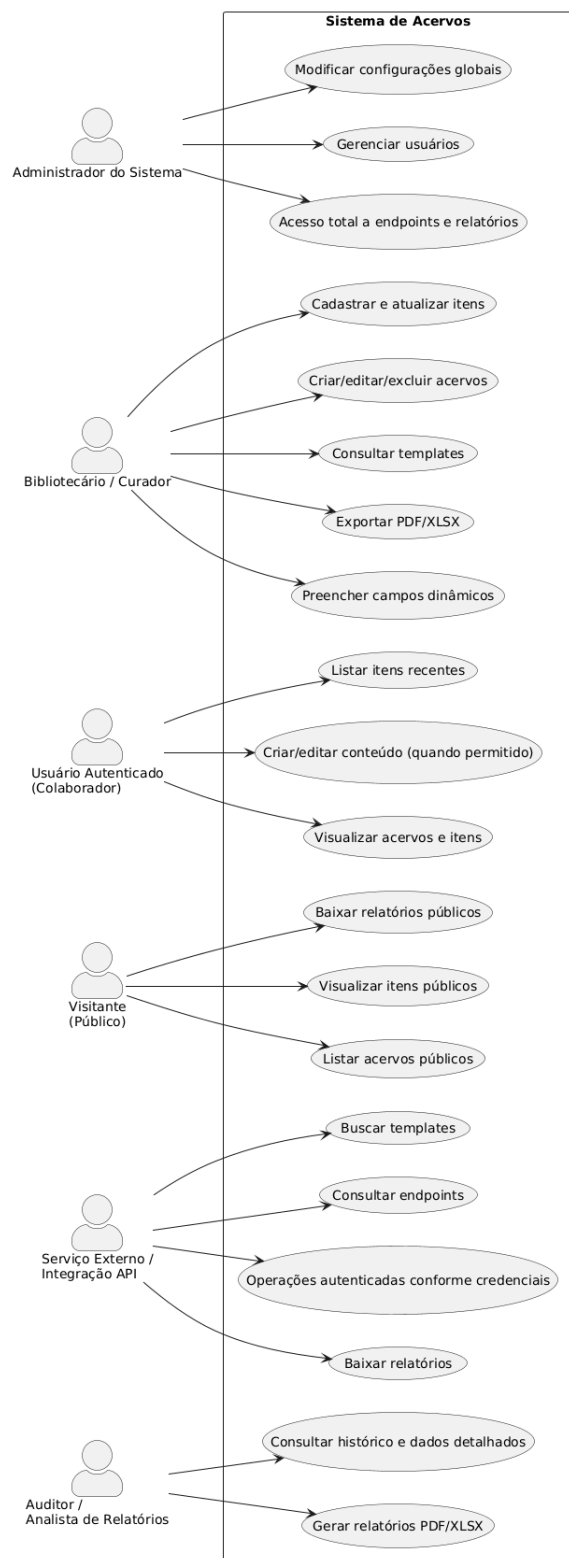 Sistema de Acervos
Modificar configurações globais
Gerenciar usuários
Administrador do Sistema
Acesso total a endpoints e relatórios
Cadastrar e atualizar itens
Criar/editar/excluir acervos
Consultar templates
Bibliotecário / Curador
Exportar PDF/XLSX
Preencher campos dinâmicos
Listar itens recentes
Criar/editar conteúdo (quando permitido)
Usuário Autenticado
(Colaborador)
Visualizar acervos e itens
Baixar relatórios públicos
Visualizar itens públicos
Visitante
(Público)
Listar acervos públicos
Buscar templates
Consultar endpoints
Serviço Externo /
Integração API
Operações autenticadas conforme credenciais
Baixar relatórios
Consultar histórico e dados detalhados
Auditor /
Analista de Relatórios
Gerar relatórios PDF/XLSX